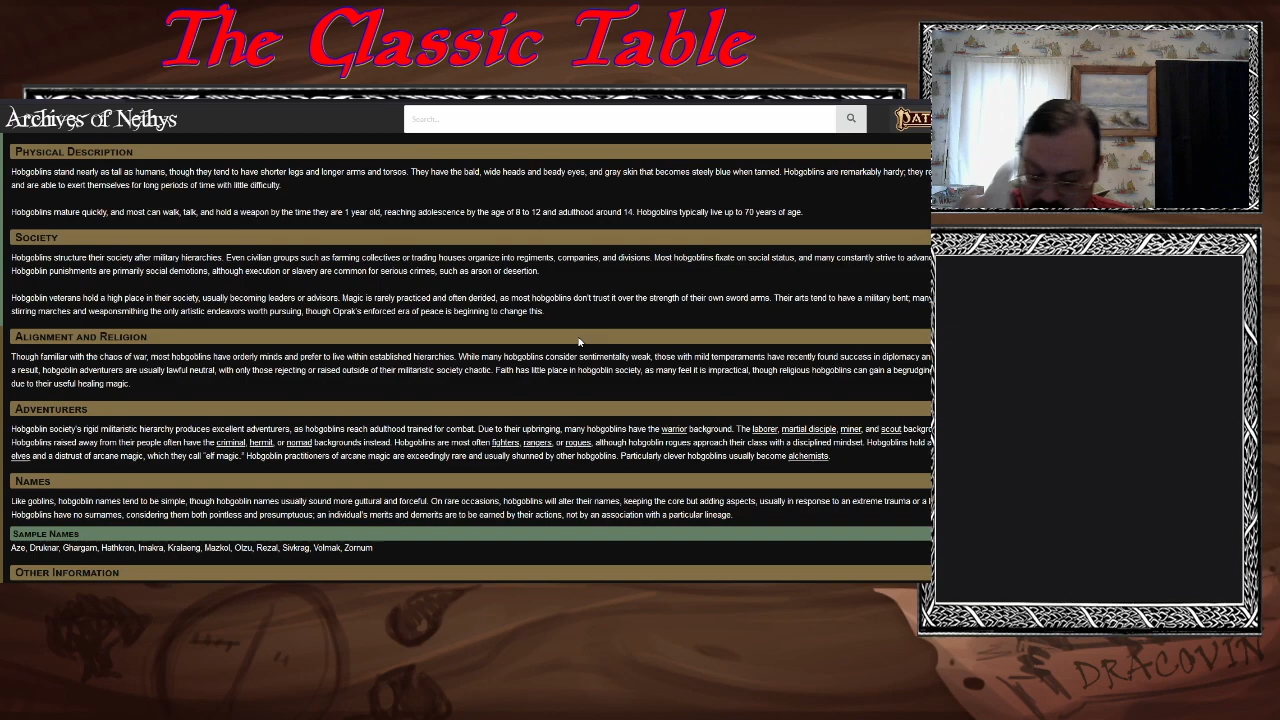 The Classic Table
Archives of Nethys
Search...
Physical Description
Hobgoblins stand nearly as tall as humans, though they tend to have shorter legs and longer arms and torsos. They have the bald, wide heads and beady eyes, and gray skin that becomes steely blue when tanned. Hobgoblins are remarkably hardy; they
and are able to exert themselves for long periods of time with little difficulty.
Hobgoblins mature quickly, and most can walk, talk, and hold a weapon by the time they are 1 year old, reaching adolescence by the age of 8 to 12 and adulthood around 14. Hobgoblins typically live up to 70 years of age.
Society
Hobgoblins structure their society after military hierarchies. Even civilian groups such as farming collectives or trading houses organize into regiments, companies, and divisions. Most hobgoblins fixate on social status, and many constantly strive to advan
Hobgoblin punishments are primarily social demotions, although execution or slavery are common for serious crimes, such as arson or desertion.
Hobgoblin veterans hold a high place in their society, usually becoming leaders or advisors. Magic is rarely practiced and often derided, as most hobgoblins don't trust it over the strength of their own sword arms. Their arts tend to have a military bent; man
stirring marches and weaponsmithing the only artistic endeavors worth pursuing, though Oprak's enforced era of peace is beginning to change this.
Alignment and Religion
Though familiar with the chaos of war, most hobgoblins have orderly minds and prefer to live within established hierarchies. While many hobgoblins consider sentimentality weak, those with mild temperaments have recently found success in diplomacy an
a result, hobgoblin adventurers are usually lawful neutral, with only those rejecting or raised outside of their militaristic society chaotic. Faith has little place in hobgoblin society, as many feel it is impractical, though religious hobgoblins can gain a begrudgin
due to their useful healing magic.
Adventurers
Hobgoblin society's rigid militaristic hierarchy produces excellent adventurers, as hobgoblins reach adulthood trained for combat. Due to their upbringing, many hobgoblins have the warrior background. The laborer, martial disciple, miner, and scout backgr
Hobgoblins raised away from their people often have the criminal, hermit, or nomad backgrounds instead. Hobgoblins are most often fighters, rangers, or rogues, although hobgoblin rogues approach their class with a disciplined mindset. Hobgoblins hold a
elves and a distrust of arcane magic, which they call "elf magic." Hobgoblin practitioners of arcane magic are exceedingly rare and usually shunned by other hobgoblins. Particularly clever hobgoblins usually become alchemists.
Names
Like goblins, hobgoblin names tend to be simple, though hobgoblin names usually sound more guttural and forceful. On rare occasions, hobgoblins will alter their names, keeping the core but adding aspects, usually in response to an extreme trauma or a
Hobgoblins have no surnames, considering them both pointless and presumptuous; an individual's merits and demerits are to be earned by their actions, not by an association with a particular lineage.
Sample Names
Aze, Druknar, Ghargam, Hathkren, Imakra, Kralaeng, Mazkol, Olzu, Rezal, Sivkrag, Volmak, Zornum
Other Information
DRACOVIN